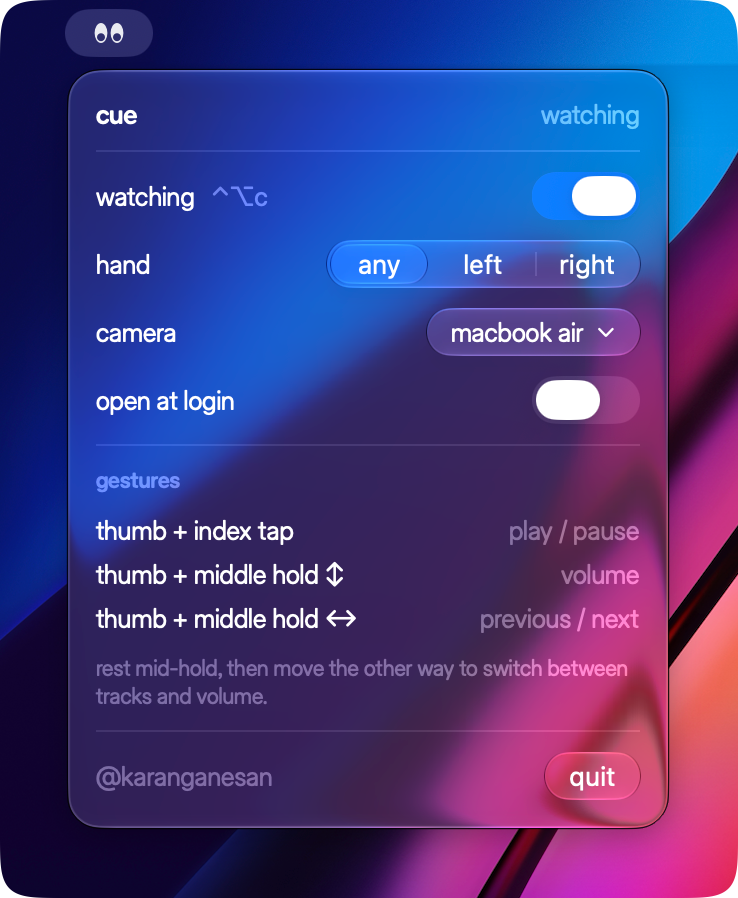 cue watching
watching ^⌥c
hand any left right
camera macbook air
open at login
gestures
thumb + index tap play / pause
thumb + middle hold ↕ volume
thumb + middle hold ↔ previous / next
rest mid-hold, then move the other way to switch between
tracks and volume.
@karanganesan quit